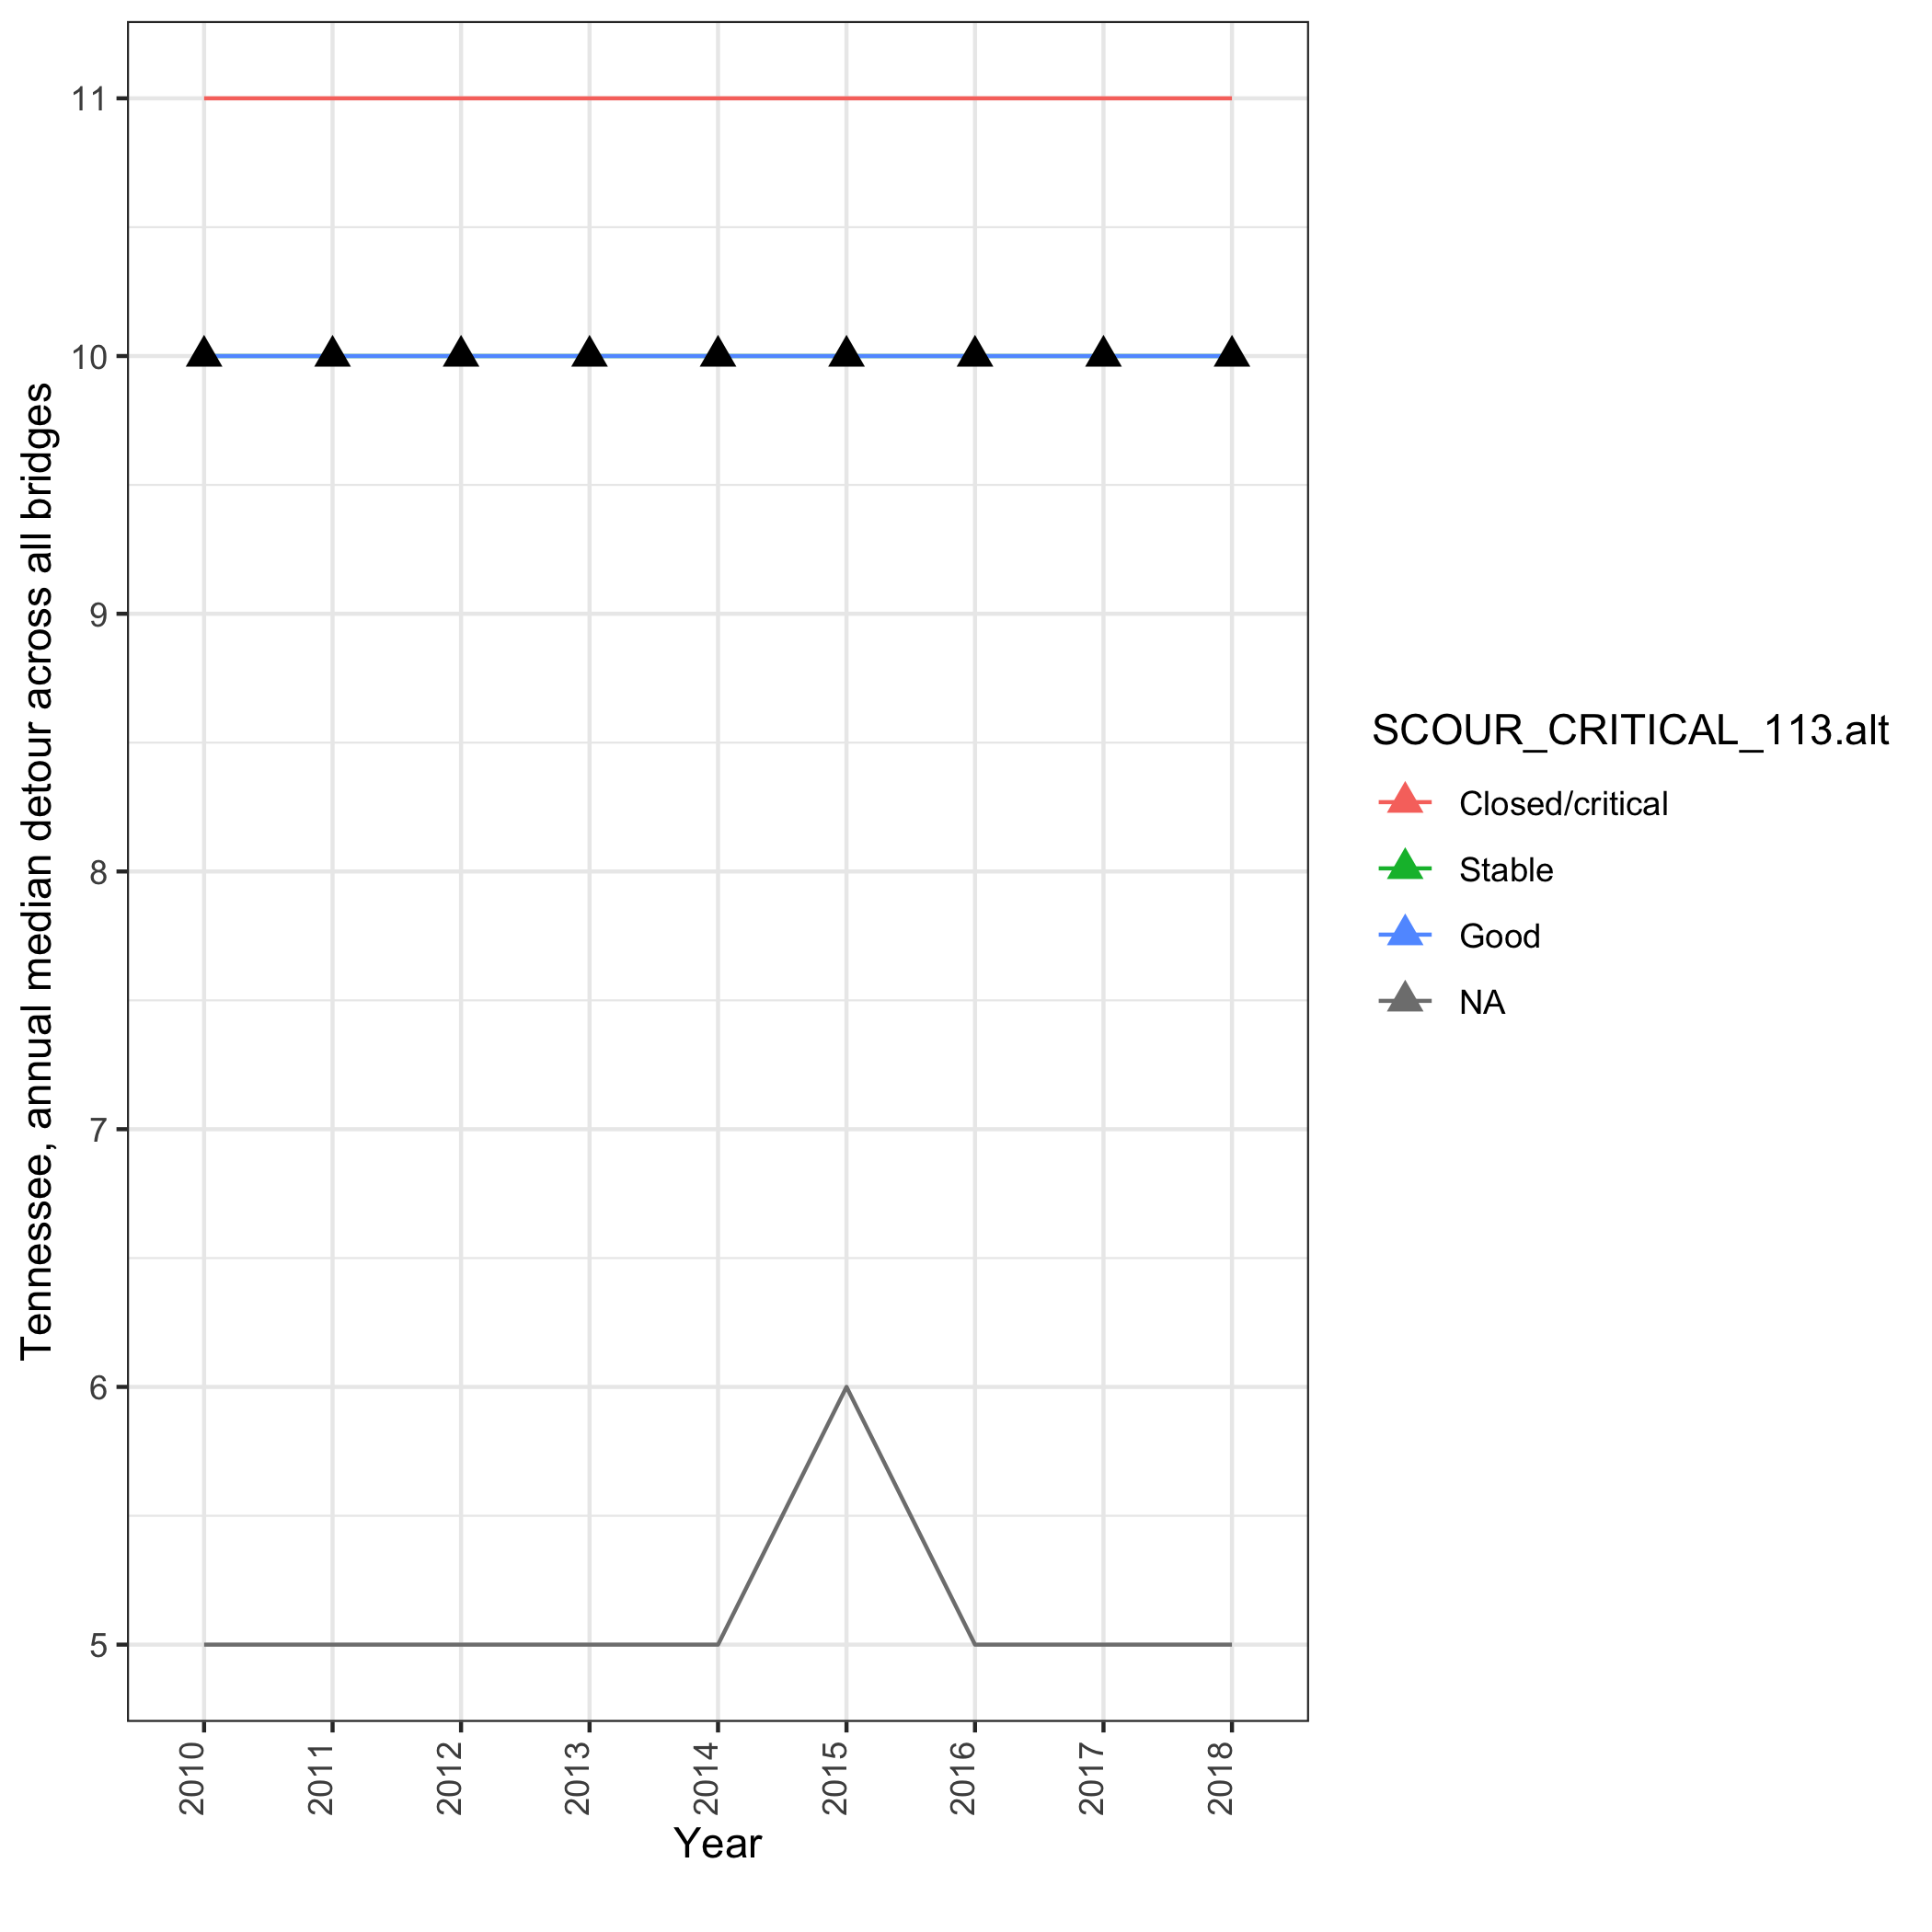 Tennessee, annual median detour across all bridges
11
10
9
8
7
6
5
2010
2011
2012
2013
2014
2015
2016
2017
2018
Year
SCOUR_CRITICAL_113.alt
Closed/critical
Stable
Good
NA